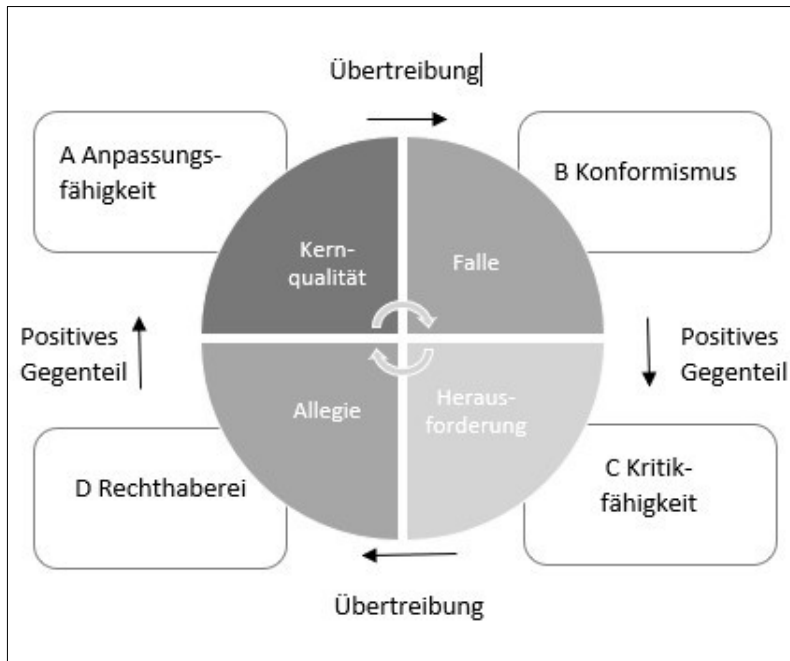 Übertreibung
A Anpassungs-
fähigkeit
B Konformismus
Kern-
qualität
Falle
Positives
Gegenteil
Positives
Gegenteil
Allegie
Heraus-
forderung
D Rechthaberei
C Kritik-
fähigkeit
Übertreibung